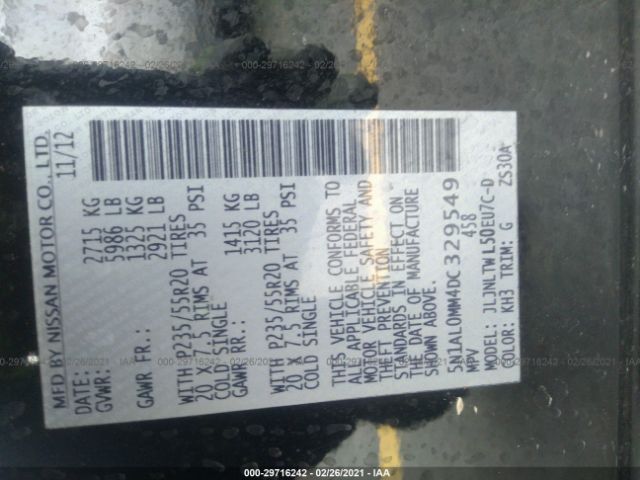 MFD BY NISSAN MOTOR CO., LTD.
DATE: 11/12
GVWR: 2715 KG
5986 LB
GAWR FR.: 1325 KG
2921 LB
WITH P235/55R20 TIRES
20 X 7.5 RIMS AT 35 PSI
COLD SINGLE
GAWR RR.: 1415 KG
3120 LB
WITH P235/55R20 TIRES
20 X 7.5 RIMS AT 35 PSI
COLD SINGLE
THIS VEHICLE CONFORMS TO
ALL APPLICABLE FEDERAL
MOTOR VEHICLE SAFETY AND
THEFT PREVENTION
STANDARDS IN EFFECT ON
THE DATE OF MANUFACTURE
SHOWN ABOVE.
5N1AL0MM4DC329549
MPV 458
MODEL: JLJNLTWL50EU7C-D
COLOR: KH3 TRIM: G ZS30A
000-29716242 - 02/26/2021 - IAA